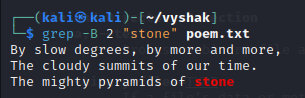 ┌──(kali㉿kali)-[~/vyshak]
└─$ grep -B 2 "stone" poem.txt
By slow degrees, by more and more,
The cloudy summits of our time.
The mighty pyramids of stone